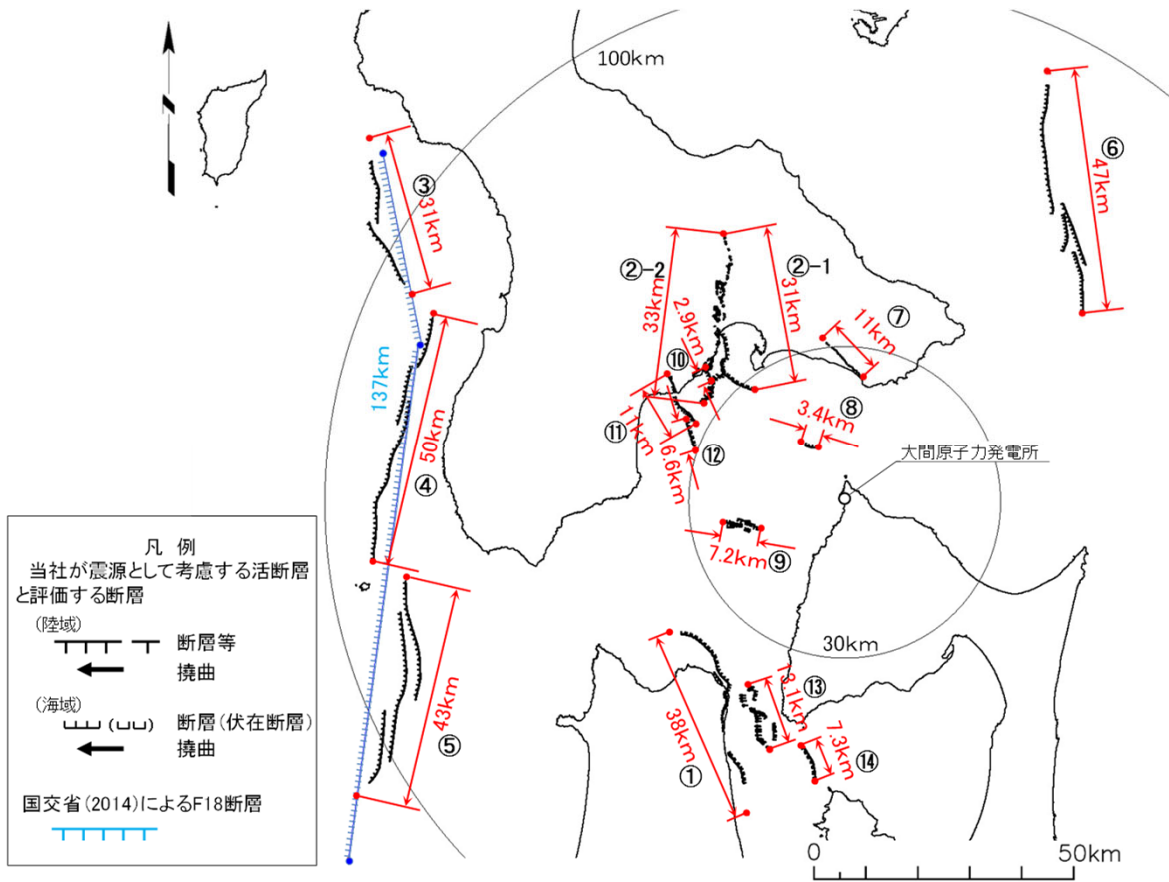 100km
⑥
47km
③
31km
②-2
②-1
33km
31km
2.9km
⑦
11km
⑩
137km
50km
④
⑧
3.4km
⑪
11km
16.6km
⑫
大間原子力発電所
7.2km
⑨
30km
凡 例
当社が震源として考慮する活断層
と評価する断層
(陸域)
断層等
撓曲
(海域)
断層(伏在断層)
撓曲
国交省(2014)によるF18断層
43km
⑤
38km
①
13.1km
⑬
7.3km
⑭
0
50km